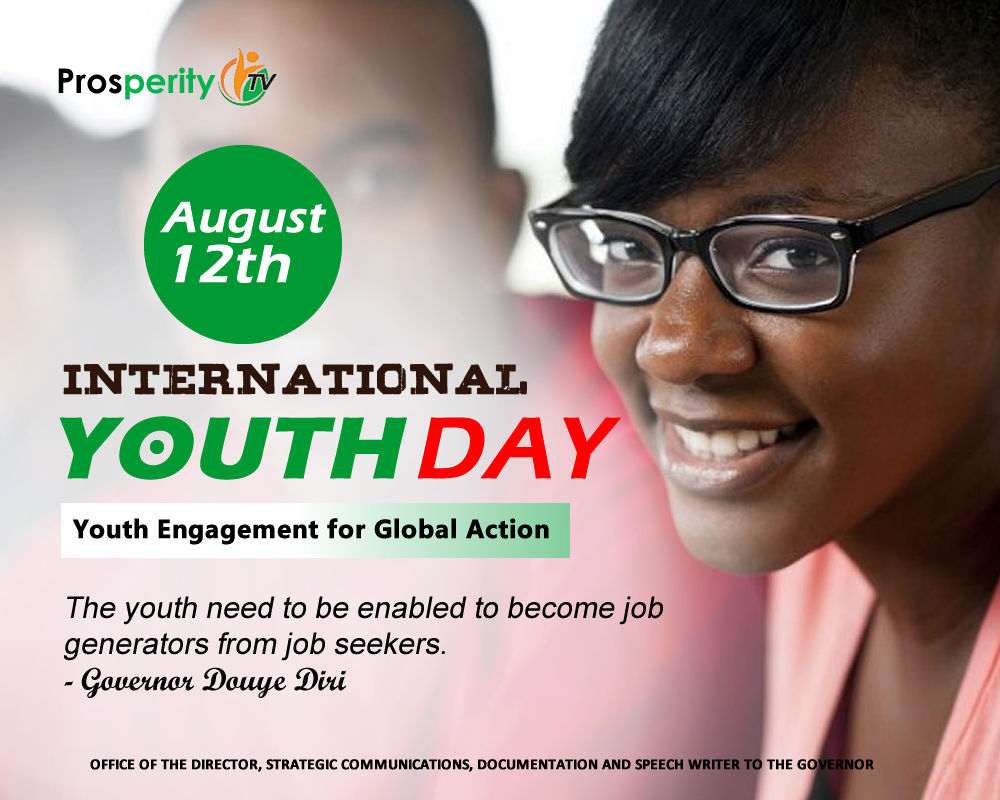 Prosperity TV
August
12th
INTERNATIONAL
YOUTH DAY
Youth Engagement for Global Action
The youth need to be enabled to become job
generators from job seekers.
- Governor Douye Diri
OFFICE OF THE DIRECTOR, STRATEGIC COMMUNICATIONS, DOCUMENTATION AND SPEECH WRITER TO THE GOVERNOR